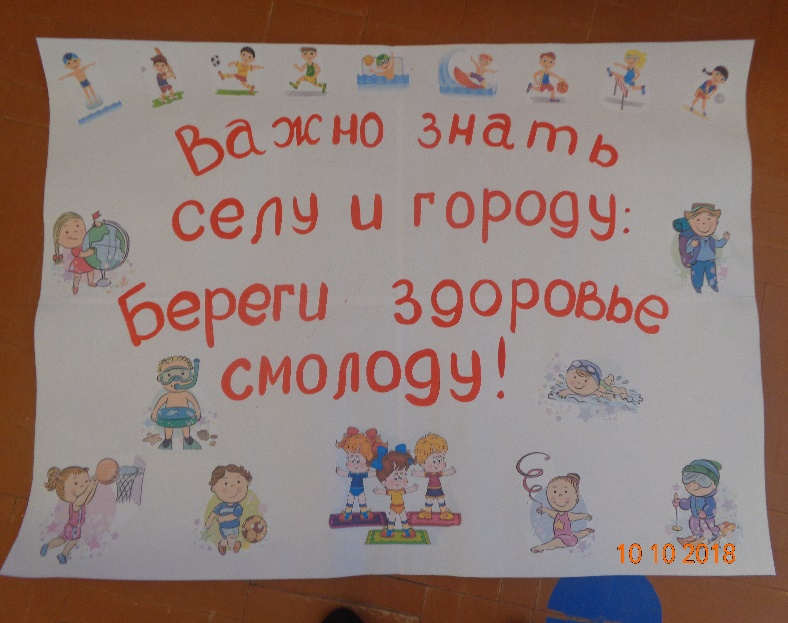 Важно знать
селу и городу:
Береги здоровье
смолоду!
10 10 2018